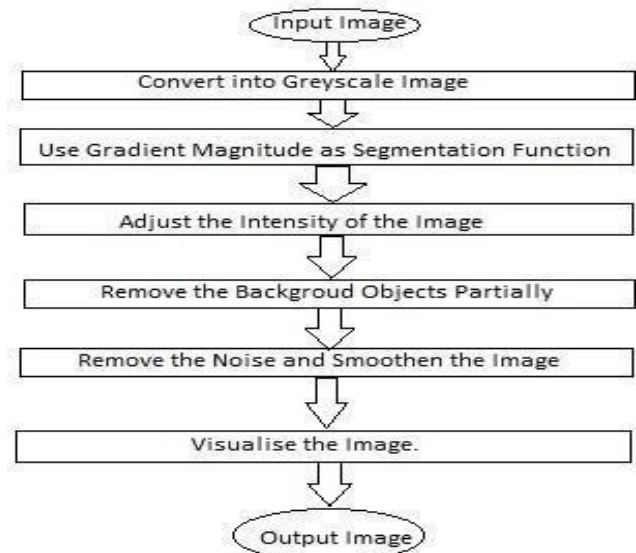 Input Image
Convert into Greyscale Image
Use Gradient Magnitude as Segmentation Function
Adjust the Intensity of the Image
Remove the Backgroud Objects Partially
Remove the Noise and Smoothen the Image
Visualise the Image.
Output Image